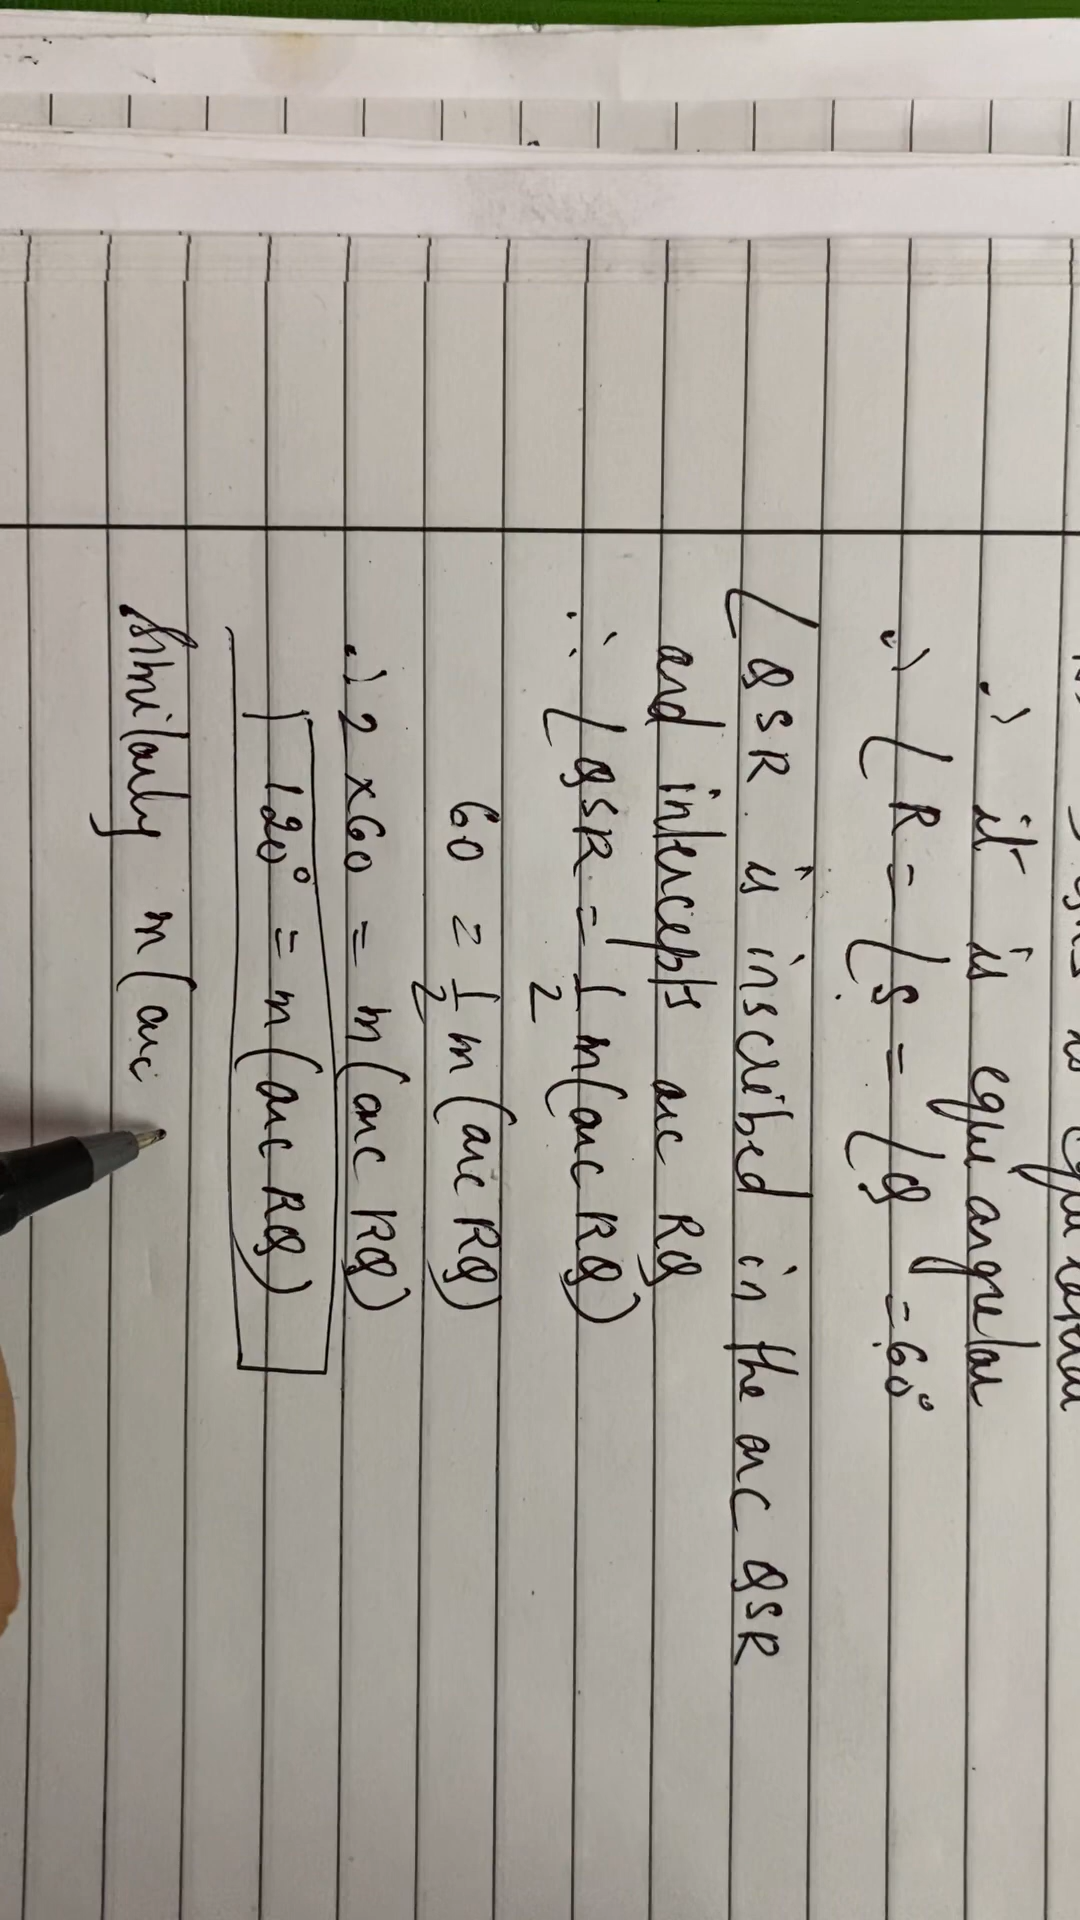 ∴ it is equiangular
∴ ∠R = ∠S = ∠Q = 60°
∠QSR is inscribed in the arc QSR
and intercepts arc RQ
∴ ∠QSR = 1/2 m(arc RQ)
60 = 1/2 m(arc RQ)
∴ 2 x 60 = m(arc RQ)
120° = m(arc RQ)
Similarly m(arc